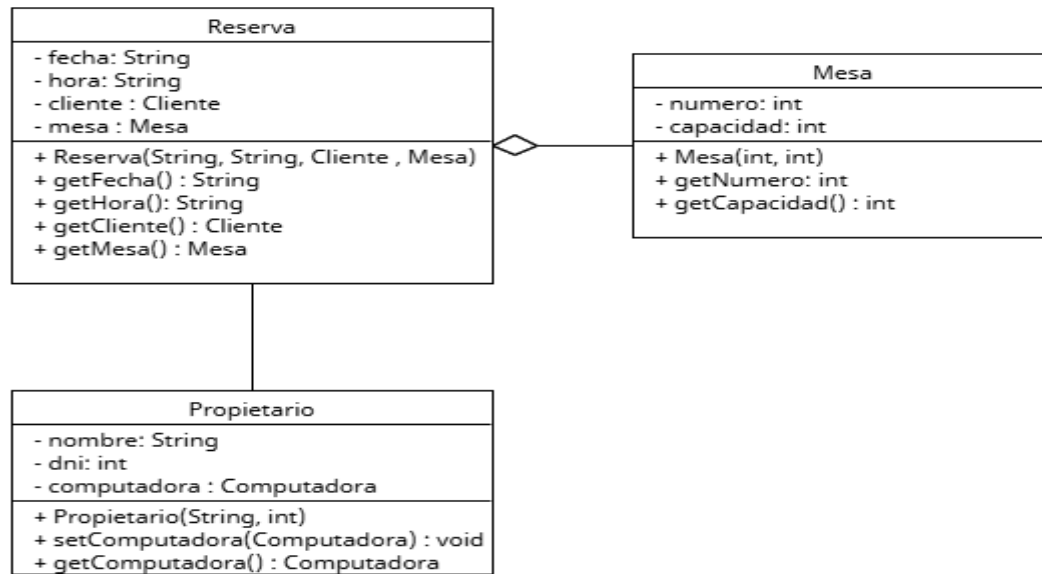 Reserva
- fecha: String
- hora: String
- cliente : Cliente
- mesa : Mesa
+ Reserva(String, String, Cliente , Mesa)
+ getFecha() : String
+ getHora(): String
+ getCliente() : Cliente
+ getMesa() : Mesa
Mesa
- numero: int
- capacidad: int
+ Mesa(int, int)
+ getNumero: int
+ getCapacidad() : int
Propietario
- nombre: String
- dni: int
- computadora : Computadora
+ Propietario(String, int)
+ setComputadora(Computadora) : void
+ getComputadora() : Computadora